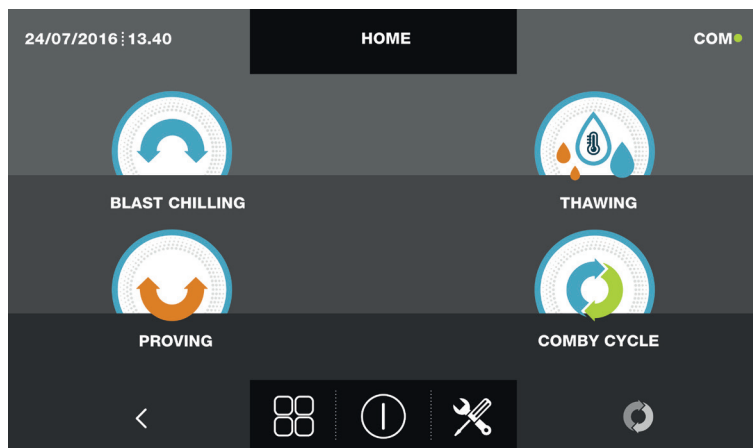 24/07/2016 13.40
HOME
COM
BLAST CHILLING
THAWING
PROVING
COMBY CYCLE